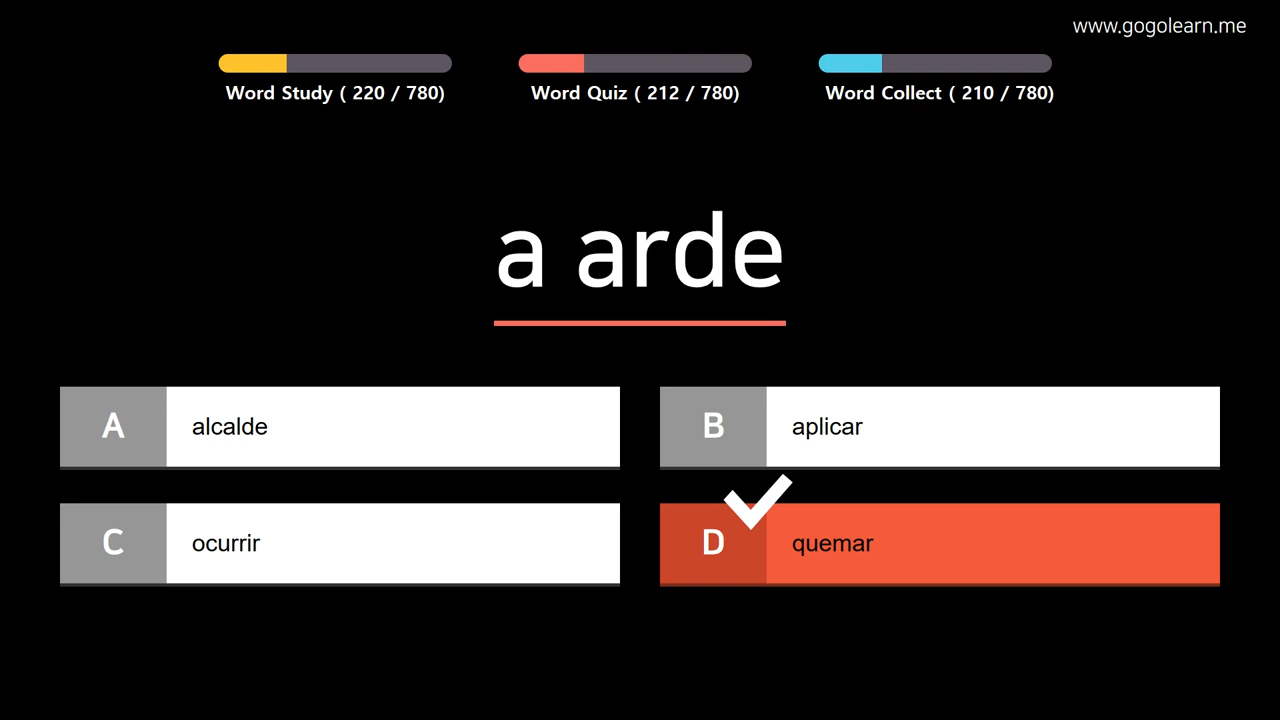 www.gogolearn.me
Word Study ( 220 / 780)
Word Quiz ( 212 / 780)
Word Collect ( 210 / 780)
a arde
A alcalde
B aplicar
C ocurrir
D quemar